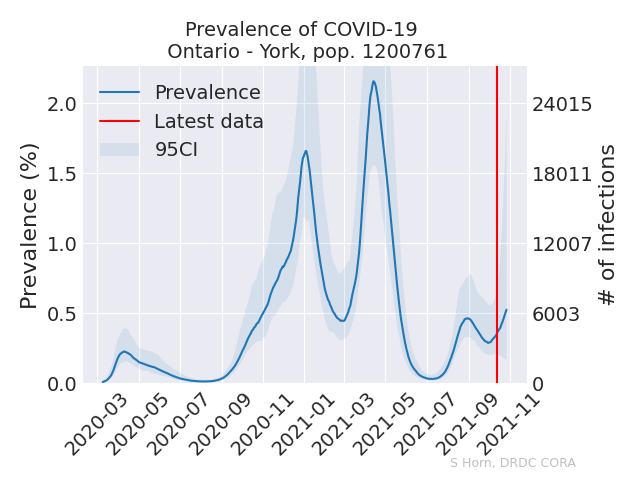 Prevalence of COVID-19
Ontario - York, pop. 1200761
Prevalence
Latest data
95CI
Prevalence (%)
2.0
1.5
1.0
0.5
0.0
24015
18011
12007
6003
0
# of infections
2020-03
2020-05
2020-07
2020-09
2020-11
2021-01
2021-03
2021-05
2021-07
2021-09
2021-11
S Horn, DRDC CORA